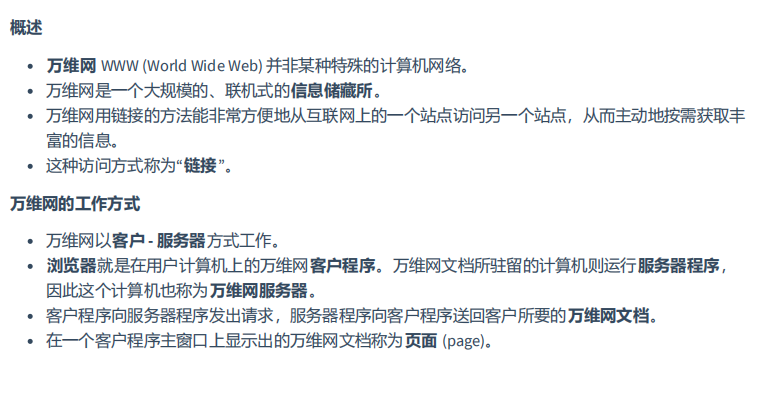 概述
• 万维网 WWW (World Wide Web) 并非某种特殊的计算机网络。
• 万维网是一个大规模的、联机式的信息储藏所。
• 万维网用链接的方法能非常方便地从互联网上的一个站点访问另一个站点，从而主动地按需获取丰
富的信息。
• 这种访问方式称为“链接”。
万维网的工作方式
• 万维网以客户 - 服务器方式工作。
• 浏览器就是在用户计算机上的万维网客户程序。万维网文档所驻留的计算机则运行服务器程序，
因此这个计算机也称为万维网服务器。
• 客户程序向服务器程序发出请求，服务器程序向客户程序送回客户所要的万维网文档。
• 在一个客户程序主窗口上显示出的万维网文档称为页面 (page)。